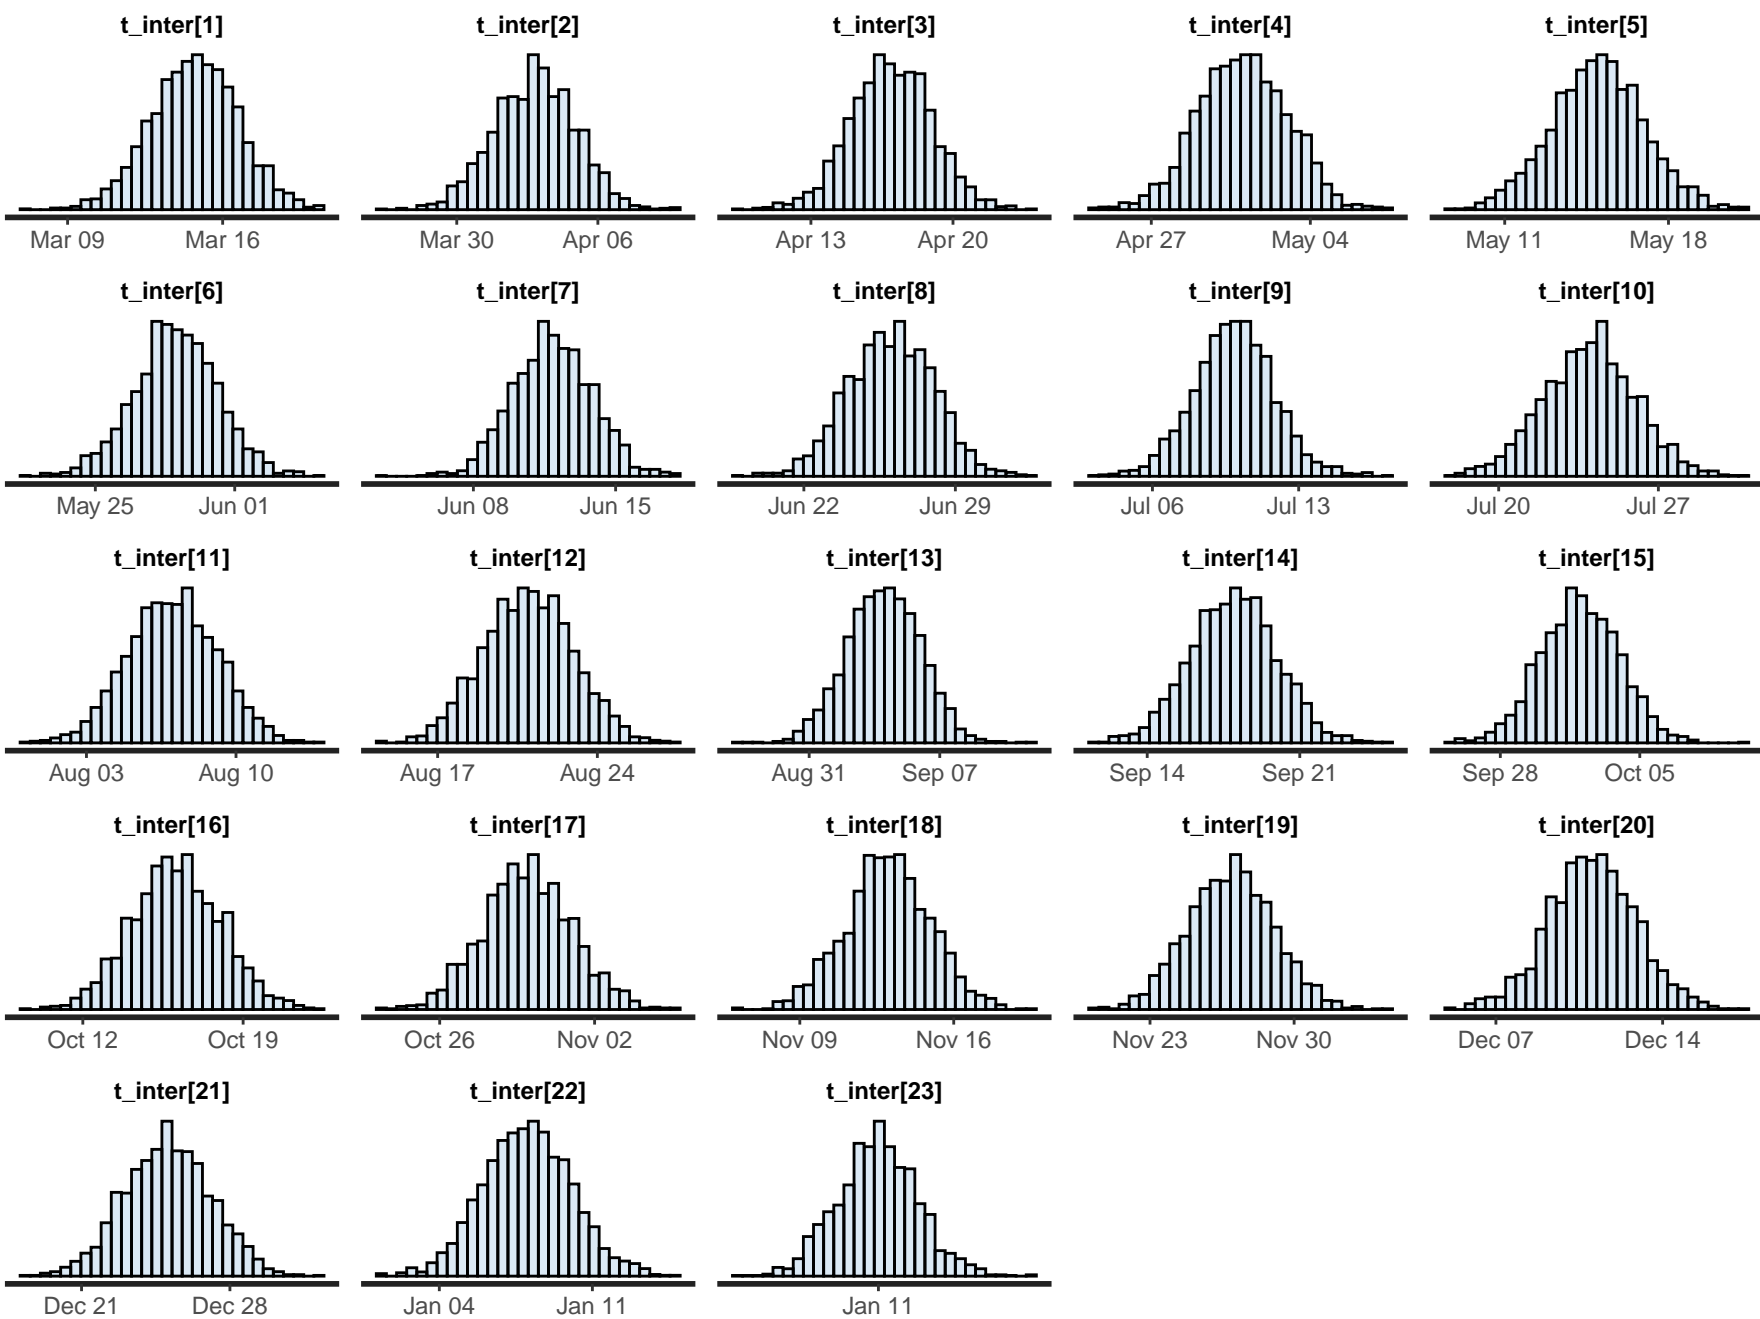 t_inter[1] t_inter[2] t_inter[3] t_inter[4] t_inter[5]
Mar 09 Mar 16 Mar 30 Apr 06 Apr 13 Apr 20 Apr 27 May 04 May 11 May 18
t_inter[6] t_inter[7] t_inter[8] t_inter[9] t_inter[10]
May 25 Jun 01 Jun 08 Jun 15 Jun 22 Jun 29 Jul 06 Jul 13 Jul 20 Jul 27
t_inter[11] t_inter[12] t_inter[13] t_inter[14] t_inter[15]
Aug 03 Aug 10 Aug 17 Aug 24 Aug 31 Sep 07 Sep 14 Sep 21 Sep 28 Oct 05
t_inter[16] t_inter[17] t_inter[18] t_inter[19] t_inter[20]
Oct 12 Oct 19 Oct 26 Nov 02 Nov 09 Nov 16 Nov 23 Nov 30 Dec 07 Dec 14
t_inter[21] t_inter[22] t_inter[23]
Dec 21 Dec 28 Jan 04 Jan 11 Jan 11